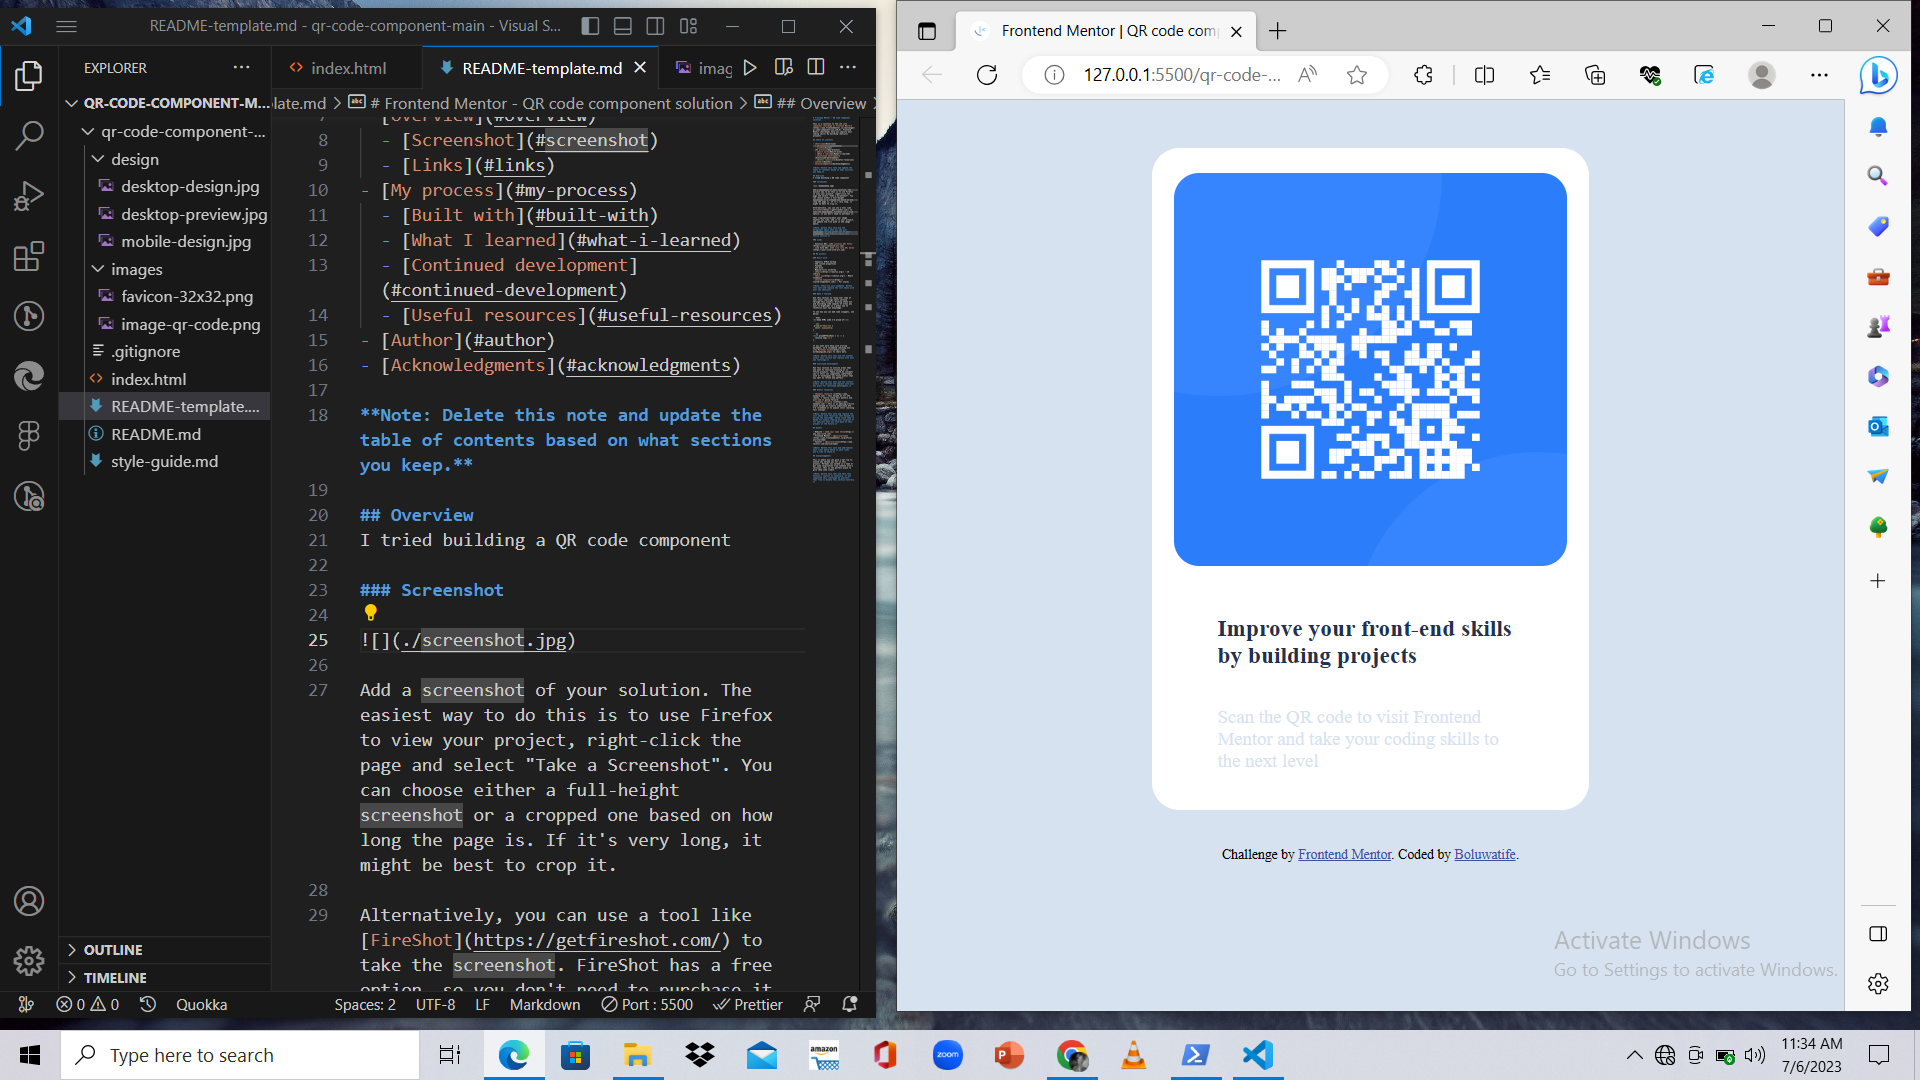 README-template.md - qr-code-component-main - Visual S...
EXPLORER
index.html
README-template.md
imag
QR-CODE-COMPONENT-M...
qr-code-component-...
design
desktop-design.jpg
desktop-preview.jpg
mobile-design.jpg
images
favicon-32x32.png
image-qr-code.png
.gitignore
index.html
README-template....
README.md
style-guide.md
OUTLINE
TIMELINE
late.md > # Frontend Mentor - QR code component solution > ## Overview
[Overview](#overview)
8 - [Screenshot](#screenshot)
9 - [Links](#links)
10 - [My process](#my-process)
11 - [Built with](#built-with)
12 - [What I learned](#what-i-learned)
13 - [Continued development]
(#continued-development)
14 - [Useful resources](#useful-resources)
15 - [Author](#author)
16 - [Acknowledgments](#acknowledgments)
17
18 **Note: Delete this note and update the
table of contents based on what sections
you keep.**
19
20 ## Overview
21 I tried building a QR code component
22
23 ### Screenshot
24
25 ![](./screenshot.jpg)
26
27 Add a screenshot of your solution. The
easiest way to do this is to use Firefox
to view your project, right-click the
page and select "Take a Screenshot". You
can choose either a full-height
screenshot or a cropped one based on how
long the page is. If it's very long, it
might be best to crop it.
28
29 Alternatively, you can use a tool like
[FireShot](https://getfireshot.com/) to
take the screenshot. FireShot has a free
option, so you don't need to purchase it
0 0 Quokka Spaces: 2 UTF-8 LF Markdown Port : 5500 Prettier
Frontend Mentor | QR code com
127.0.0.1:5500/qr-code-...
Improve your front-end skills
by building projects
Scan the QR code to visit Frontend
Mentor and take your coding skills to
the next level
Challenge by Frontend Mentor. Coded by Boluwatife.
Activate Windows
Go to Settings to activate Windows.
Type here to search
amazon
zoom
11:34 AM
7/6/2023